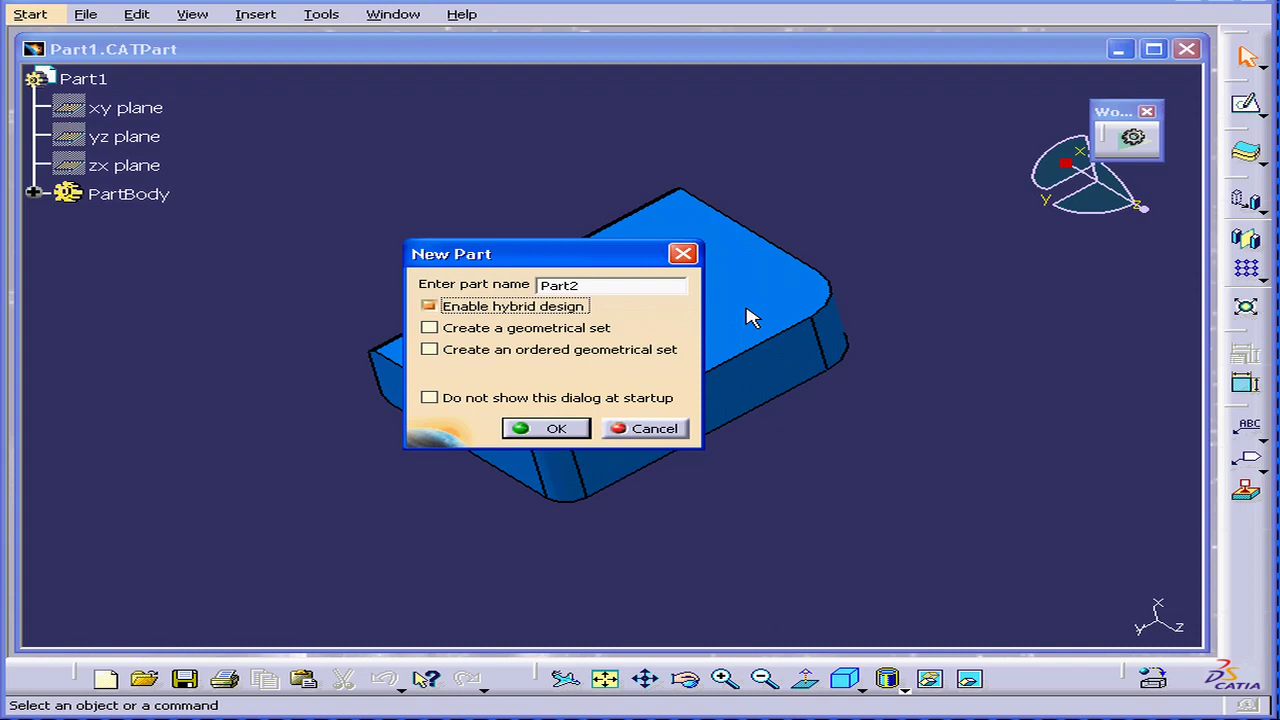 Start File Edit View Insert Tools Window Help
Part1.CATPart
Part1
xy plane
yz plane
zx plane
PartBody
Wo...
x
y
z
New Part
Enter part name Part2
Enable hybrid design
Create a geometrical set
Create an ordered geometrical set
Do not show this dialog at startup
OK Cancel
ABC
x
y z
DS CATIA
Select an object or a command